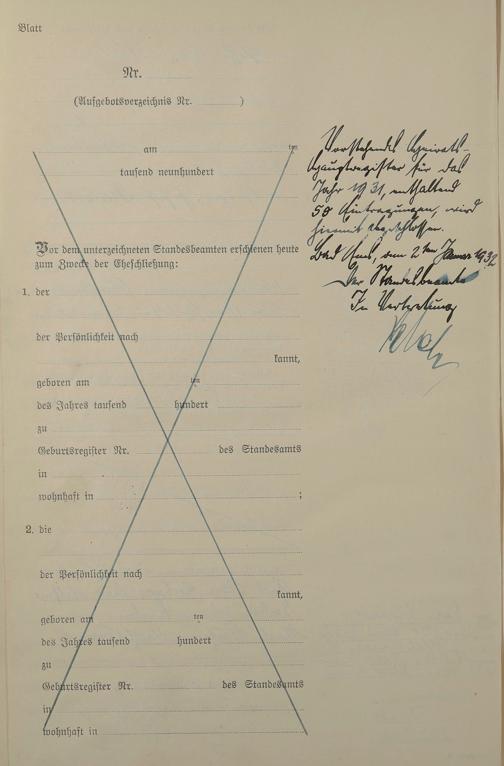 Blatt
Nr.
(Aufgebotsverzeichnis Nr. )
am ten
tausend neunhundert
Vor dem unterzeichneten Standesbeamten erschienen heute
zum Zwecke der Eheschließung:
1. der
der Persönlichkeit nach
kannt,
geboren am ten
des Jahres tausend hundert
zu
Geburtsregister Nr. des Standesamts
in
wohnhaft in ;
2. die
der Persönlichkeit nach
kannt,
geboren am ten
des Jahres tausend hundert
zu
Geburtsregister Nr. des Standesamts
in
wohnhaft in
Vorstehendes Heirats-
hauptregister für das
Jahr 1931, enthaltend
50 Eintragungen, wird
hiermit abgeschlossen.
Bad Ems, am 2ten Januar 1932
Der Standesbeamte
In Vertretung